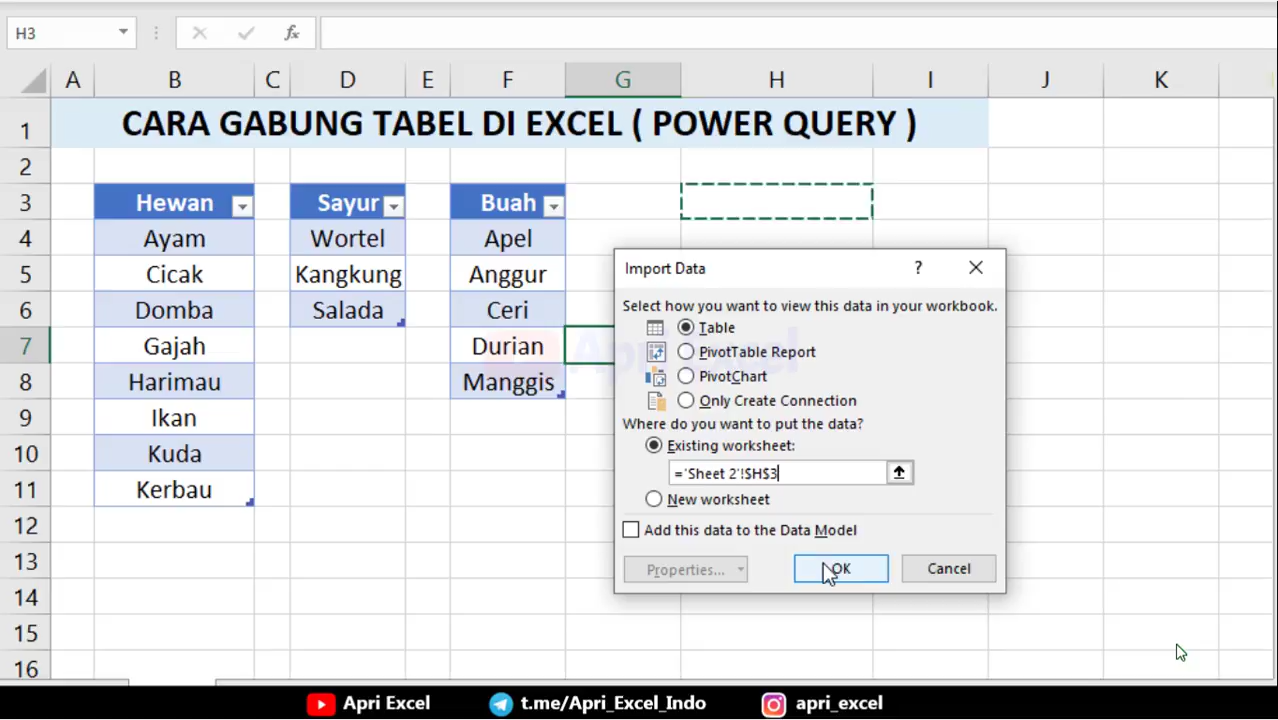 H3
fx
A B C D E F G H I J K
1 CARA GABUNG TABEL DI EXCEL ( POWER QUERY )
2
3 Hewan Sayur Buah
4 Ayam Wortel Apel
5 Cicak Kangkung Anggur
6 Domba Salada Ceri
7 Gajah Durian
8 Harimau Manggis
9 Ikan
10 Kuda
11 Kerbau
12
13
14
15
16
Import Data ?
Select how you want to view this data in your workbook.
Table
PivotTable Report
PivotChart
Only Create Connection
Where do you want to put the data?
Existing worksheet:
='Sheet 2'!$H$3
New worksheet
Add this data to the Data Model
Properties... OK Cancel
Apri Excel
Apri Excel t.me/Apri_Excel_Indo apri_excel